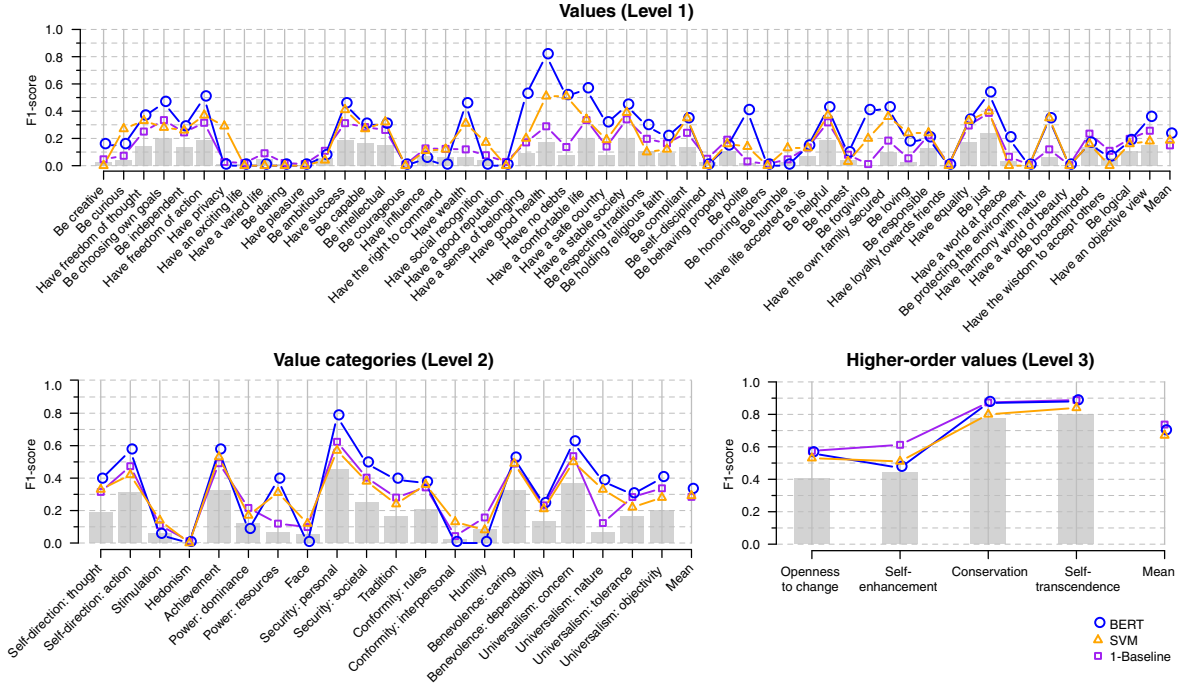 Values (Level 1)
F1-score
1.0
0.8
0.6
0.4
0.2
0.0
Be creative
Be curious
Have freedom of thought
Be choosing own goals
Be independent
Have freedom of action
Have privacy
Have an exciting life
Have a varied life
Be daring
Have pleasure
Be ambitious
Have success
Be capable
Be intellectual
Be courageous
Have influence
Have the right to command
Have wealth
Have social recognition
Have a good reputation
Have a sense of belonging
Have good health
Have no debts
Have a comfortable life
Have a safe country
Have a stable society
Be respecting traditions
Be holding religious faith
Be compliant
Be self-disciplined
Be behaving properly
Be polite
Be honoring elders
Be humble
Have life accepted as is
Be helpful
Be honest
Be forgiving
Have the own family secured
Be loving
Be responsible
Have loyalty towards friends
Have equality
Be just
Have a world at peace
Be protecting the environment
Have harmony with nature
Have a world of beauty
Be broadminded
Have the wisdom to accept others
Be logical
Have an objective view
Mean
Value categories (Level 2)
F1-score
1.0
0.8
0.6
0.4
0.2
0.0
Self-direction: thought
Self-direction: action
Stimulation
Hedonism
Achievement
Power: dominance
Power: resources
Face
Security: personal
Security: societal
Tradition
Conformity: rules
Conformity: interpersonal
Humility
Benevolence: caring
Benevolence: dependability
Universalism: concern
Universalism: nature
Universalism: tolerance
Universalism: objectivity
Mean
Higher-order values (Level 3)
F1-score
1.0
0.8
0.6
0.4
0.2
0.0
Openness
to change
Self-
enhancement
Conservation
Self-
transcendence
Mean
BERT
SVM
1-Baseline